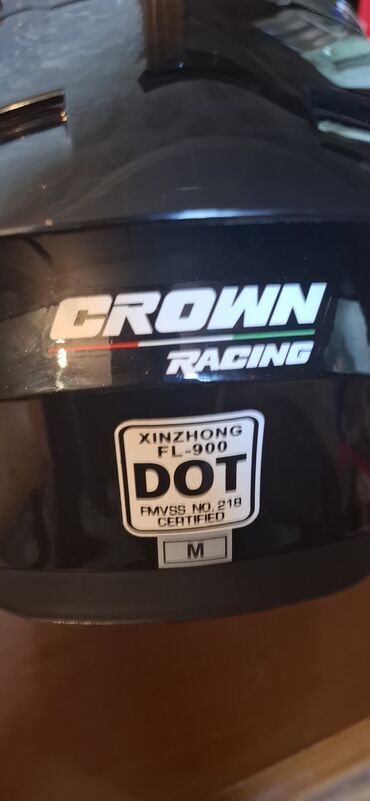 CROWN
RACING
XINZHONG
FL-900
DOT
FMVSS NO.218
CERTIFIED
M